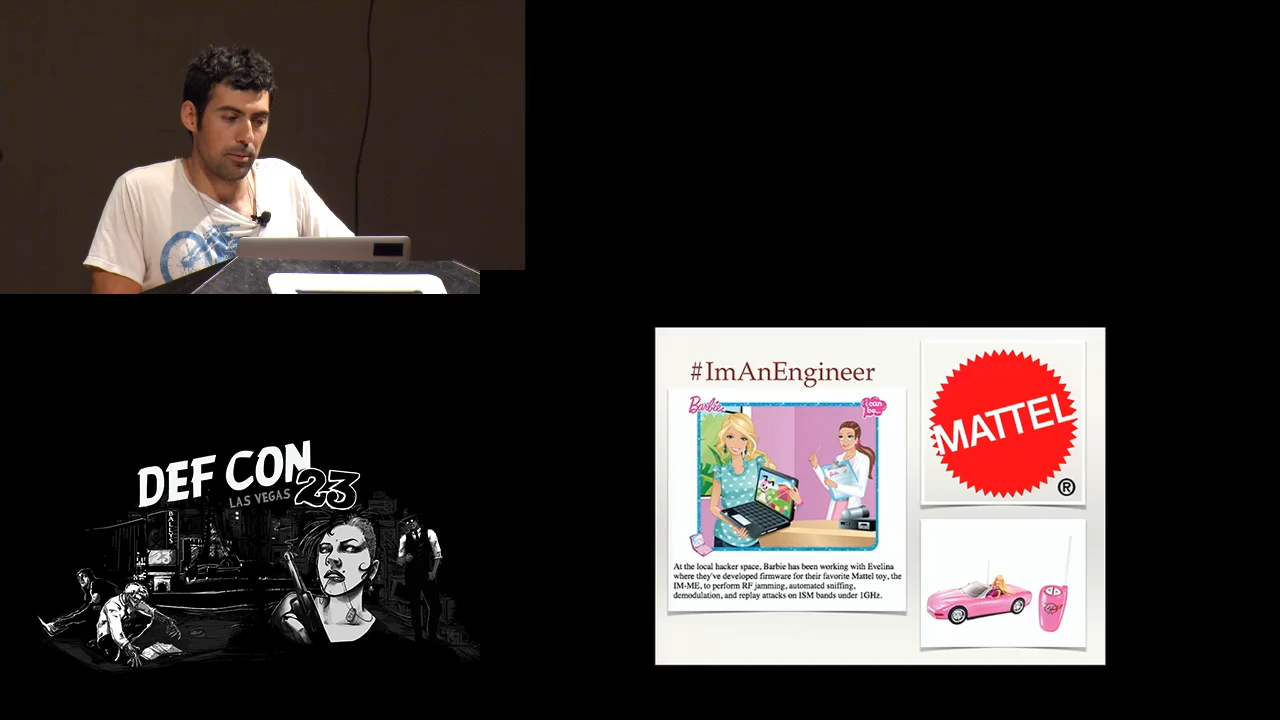 DEF CON
LAS VEGAS 23
BALLYS
#ImAnEngineer
Barbie
i can
be...
At the local hacker space, Barbie has been working with Evelina
where they've developed firmware for their favorite Mattel toy, the
IM-ME, to perform RF jamming, automated sniffing,
demodulation, and replay attacks on ISM bands under 1GHz.
MATTEL
®